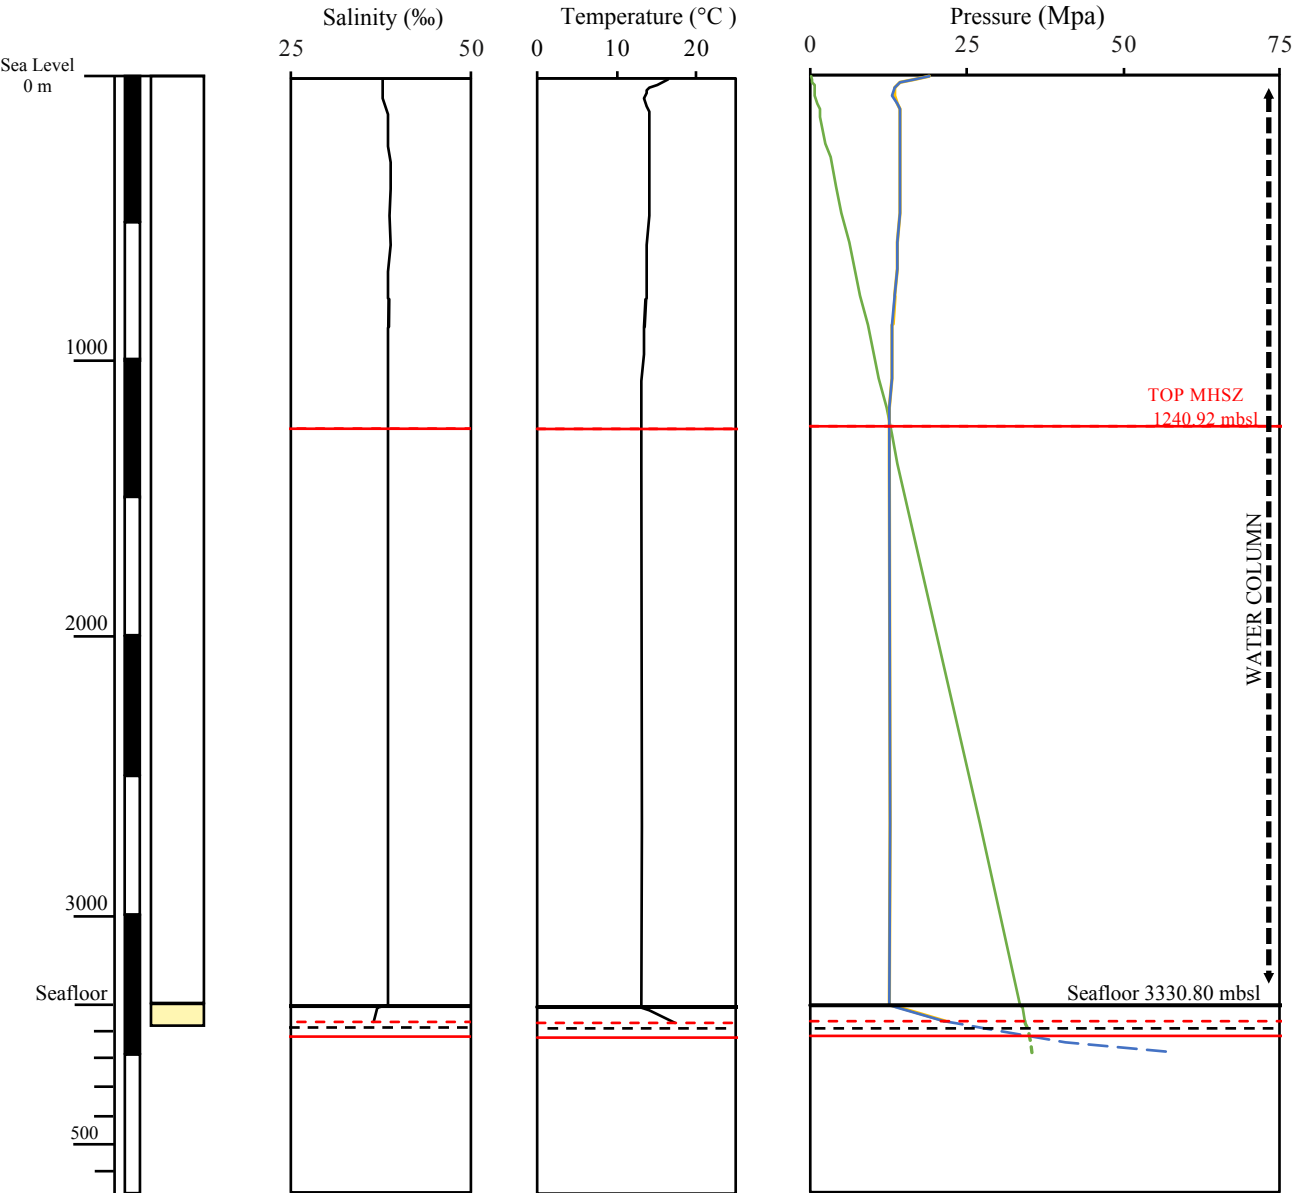 Salinity (‰)
Temperature (°C )
Pressure (Mpa)
25
50
0
10
20
0
25
50
75
Sea Level
0 m
1000
TOP MHSZ
1240.92 mbsl
WATER COLUMN
2000
3000
Seafloor
Seafloor 3330.80 mbsl
500